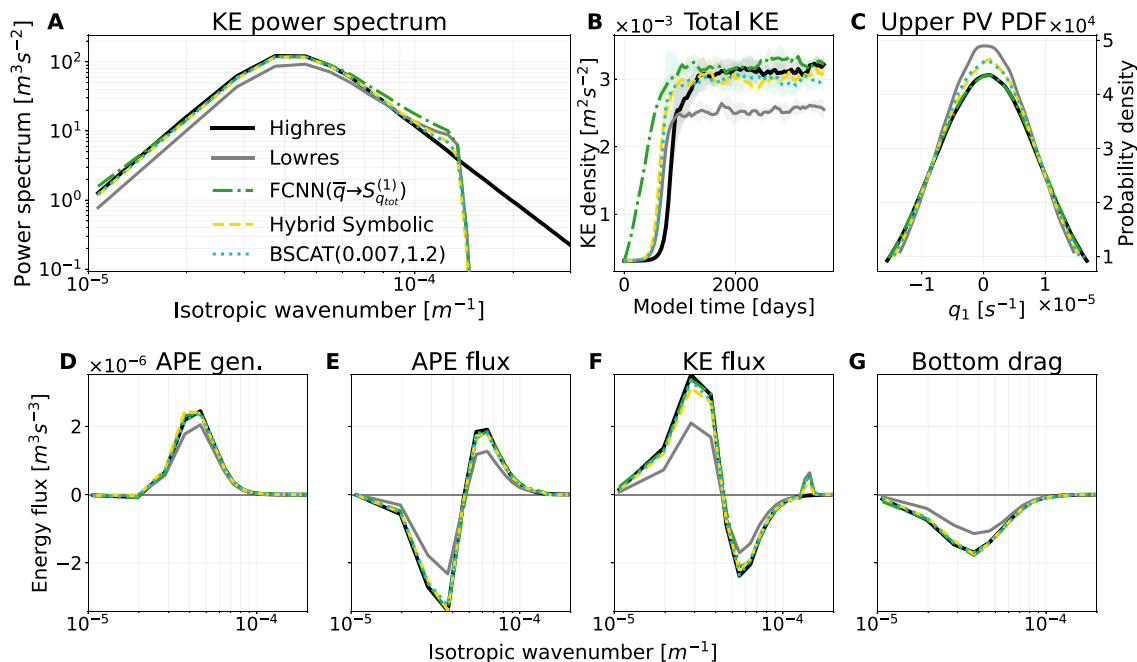 A KE power spectrum
Power spectrum [m³s⁻²]
10²
10¹
10⁰
10⁻¹
10⁻⁵
10⁻⁴
Isotropic wavenumber [m⁻¹]
Highres
Lowres
FCNN(q̅→S_{q_{tot}}^{(1)})
Hybrid Symbolic
BSCAT(0.007,1.2)
B ×10⁻³ Total KE
KE density [m²s⁻²]
3
2
1
0
2000
Model time [days]
C Upper PV PDF ×10⁴
Probability density
5
4
3
2
1
−1
0
1
×10⁻⁵
q₁ [s⁻¹]
D ×10⁻⁶ APE gen.
Energy flux [m³s⁻³]
2
0
−2
10⁻⁵
10⁻⁴
E APE flux
10⁻⁵
10⁻⁴
F KE flux
10⁻⁵
10⁻⁴
G Bottom drag
10⁻⁵
10⁻⁴
Isotropic wavenumber [m⁻¹]